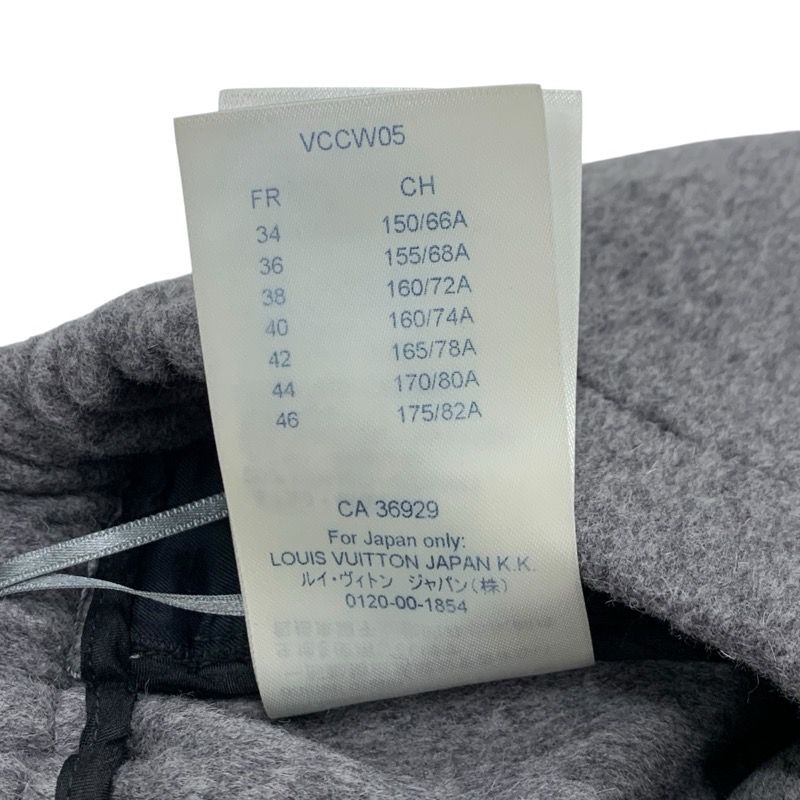 VCCW05
FR CH
34 150/66A
36 155/68A
38 160/72A
40 160/74A
42 165/78A
44 170/80A
46 175/82A
CA 36929
For Japan only:
LOUIS VUITTON JAPAN K.K.
ルイ・ヴィトン ジャパン(株)
0120-00-1854